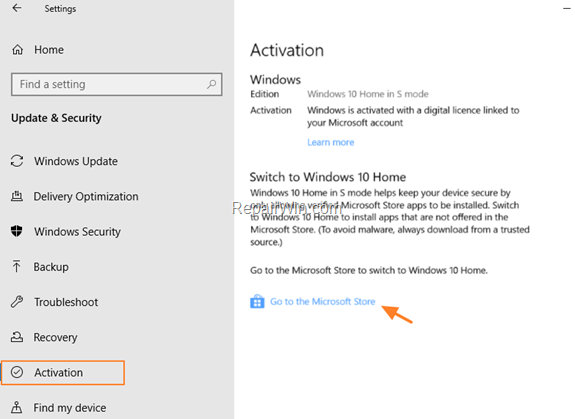 Settings
Home
Find a setting
Update & Security
Windows Update
Delivery Optimization
Windows Security
Backup
Troubleshoot
Recovery
Activation
Find my device
Activation
Windows
Edition Windows 10 Home in S mode
Activation Windows is activated with a digital licence linked to
your Microsoft account
Learn more
Switch to Windows 10 Home
Windows 10 Home in S mode helps keep your device secure by
only allowing verified Microsoft Store apps to be installed. Switch
to Windows 10 Home to install apps that are not offered in the
Microsoft Store. (To avoid malware, always download from a trusted
source.)
RepairWin.com
Go to the Microsoft Store to switch to Windows 10 Home.
Go to the Microsoft Store